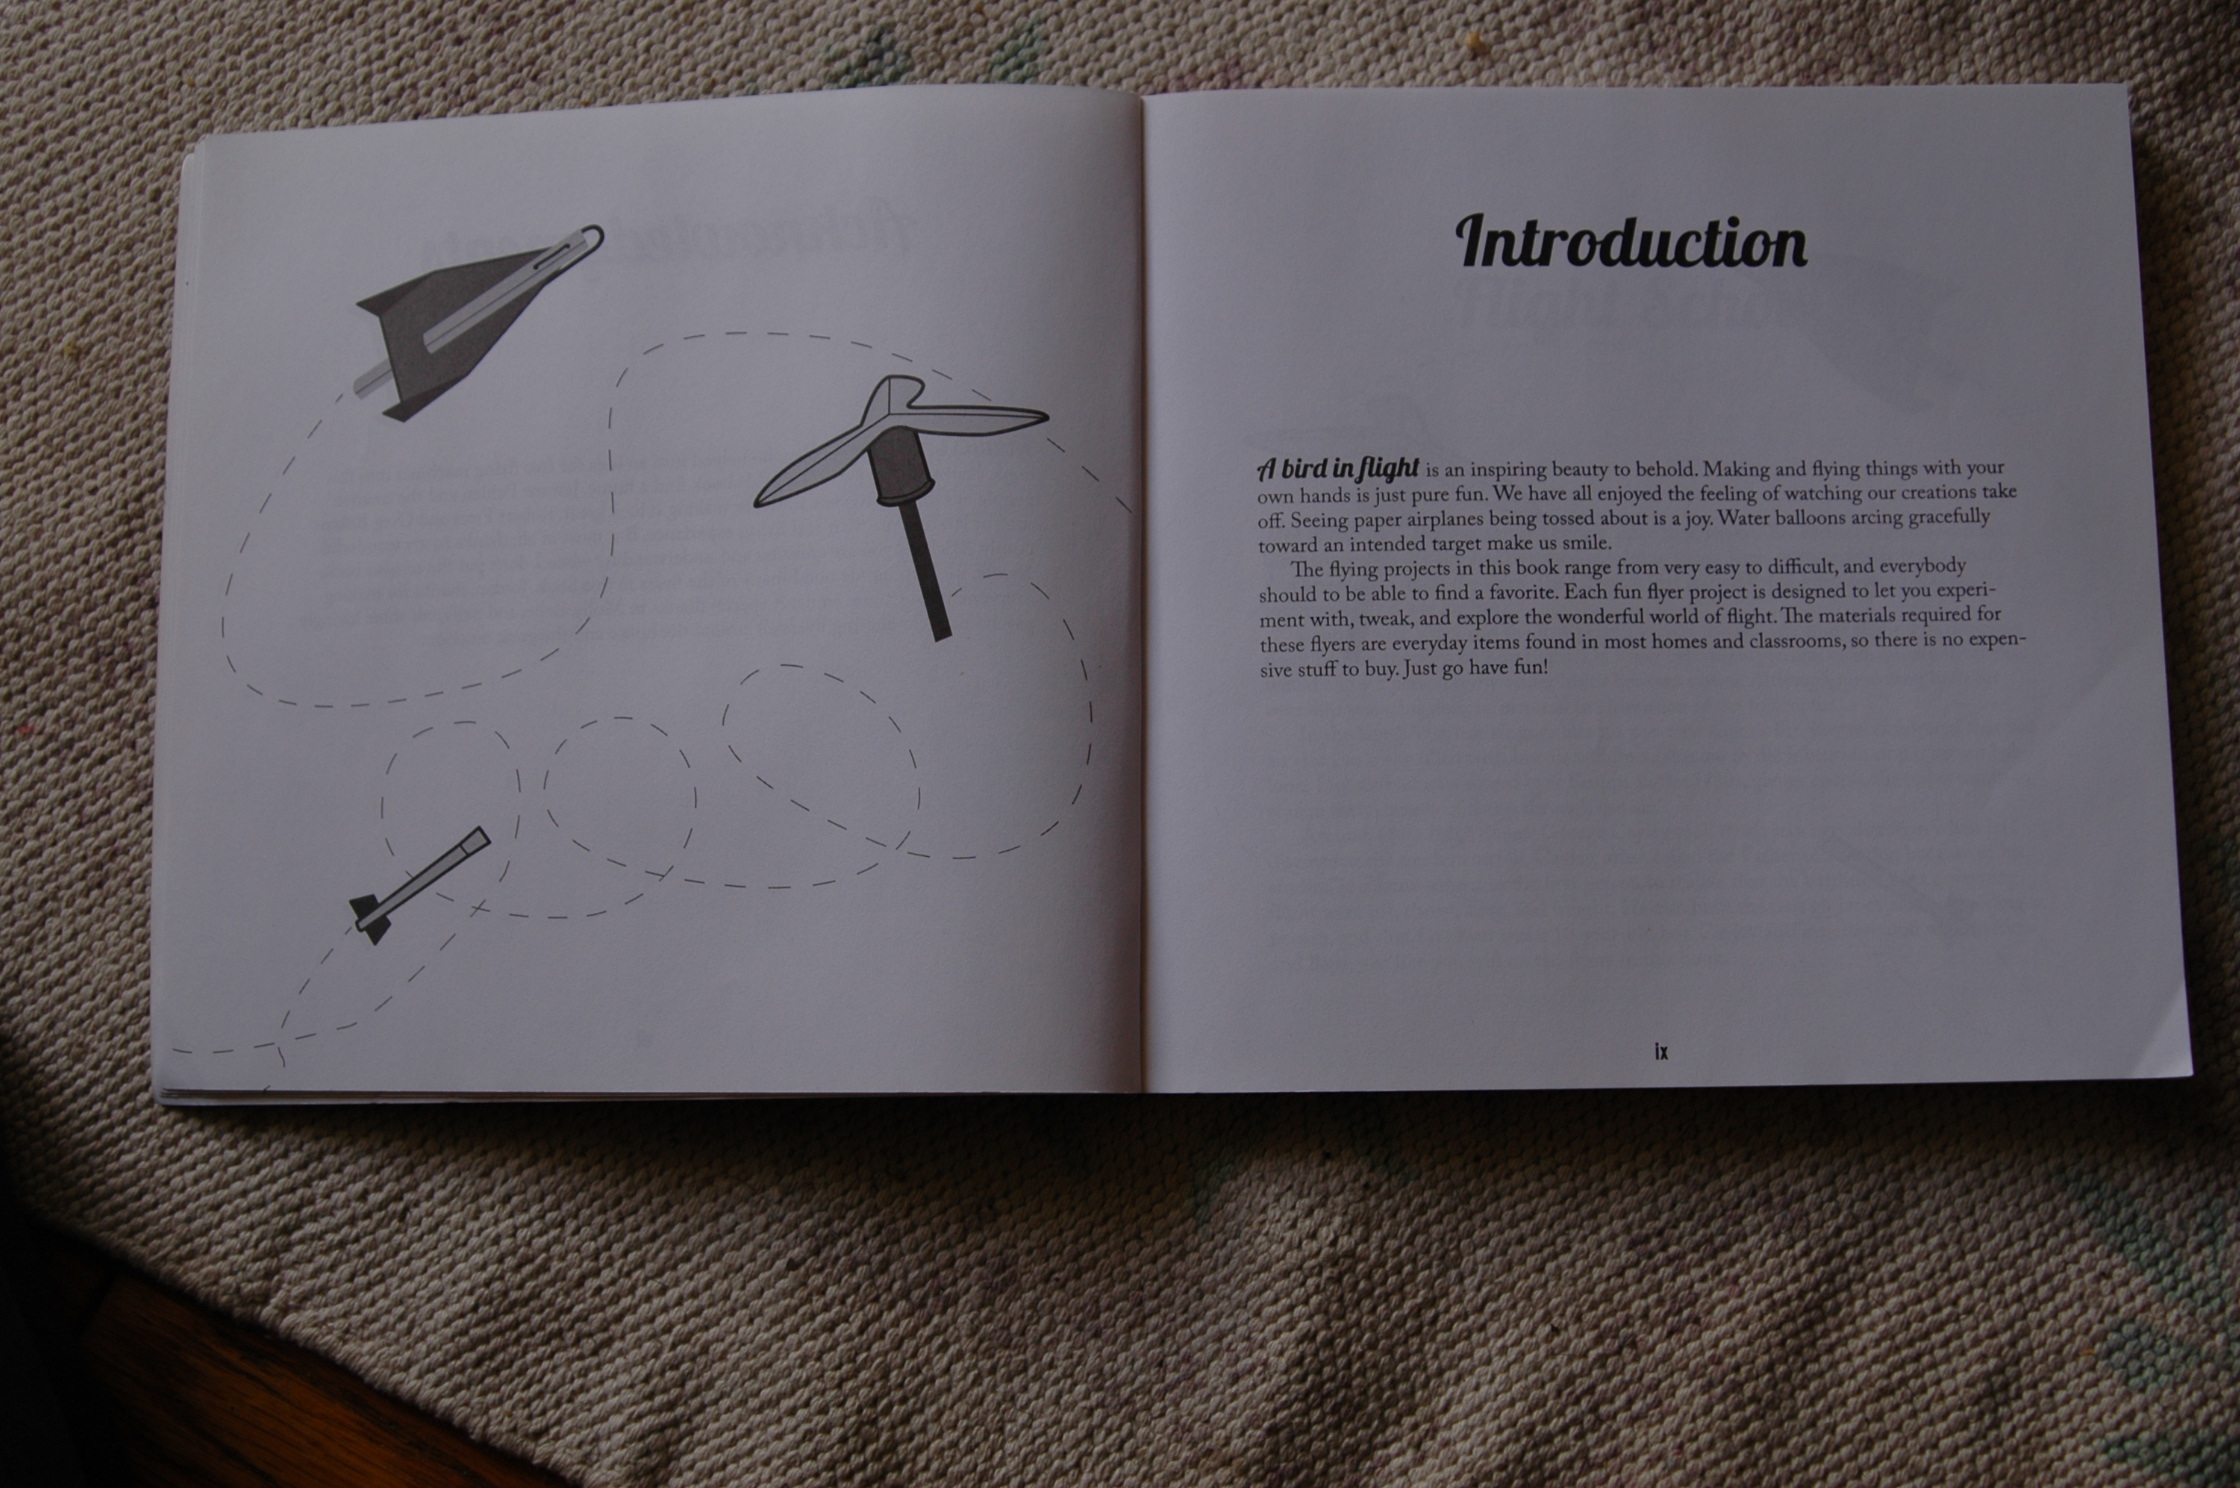 Introduction
A bird in flight is an inspiring beauty to behold. Making and flying things with your
own hands is just pure fun. We have all enjoyed the feeling of watching our creations take
off. Seeing paper airplanes being tossed about is a joy. Water balloons arcing gracefully
toward an intended target make us smile.
The flying projects in this book range from very easy to difficult, and everybody
should to be able to find a favorite. Each fun flyer project is designed to let you experi-
ment with, tweak, and explore the wonderful world of flight. The materials required for
these flyers are everyday items found in most homes and classrooms, so there is no expen-
sive stuff to buy. Just go have fun!
ix